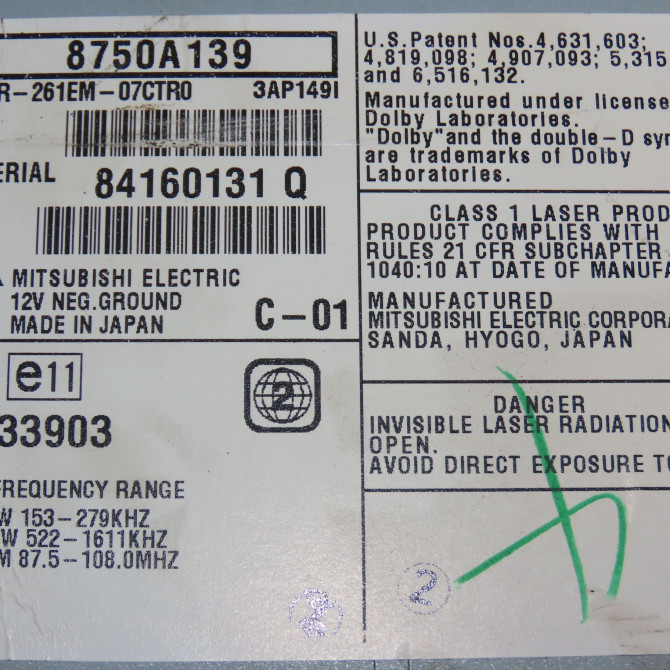 8750A139
R-261EM-07CTR0 3AP149I
ERIAL 84160131 Q
MITSUBISHI ELECTRIC
12V NEG.GROUND
MADE IN JAPAN C-01
e11
2
33903
FREQUENCY RANGE
W 153-279KHZ
W 522-1611KHZ
M 87.5-108.0MHZ
U.S.Patent Nos.4,631,603;
4,819,098; 4,907,093; 5,315
and 6,516,132.
Manufactured under license
Dolby Laboratories.
"Dolby"and the double-D sym
are trademarks of Dolby
Laboratories.
CLASS 1 LASER PROD
PRODUCT COMPLIES WITH
RULES 21 CFR SUBCHAPTER
1040:10 AT DATE OF MANUFA
MANUFACTURED
MITSUBISHI ELECTRIC CORPORA
SANDA, HYOGO, JAPAN
DANGER
INVISIBLE LASER RADIATION
OPEN.
AVOID DIRECT EXPOSURE TO
2
2